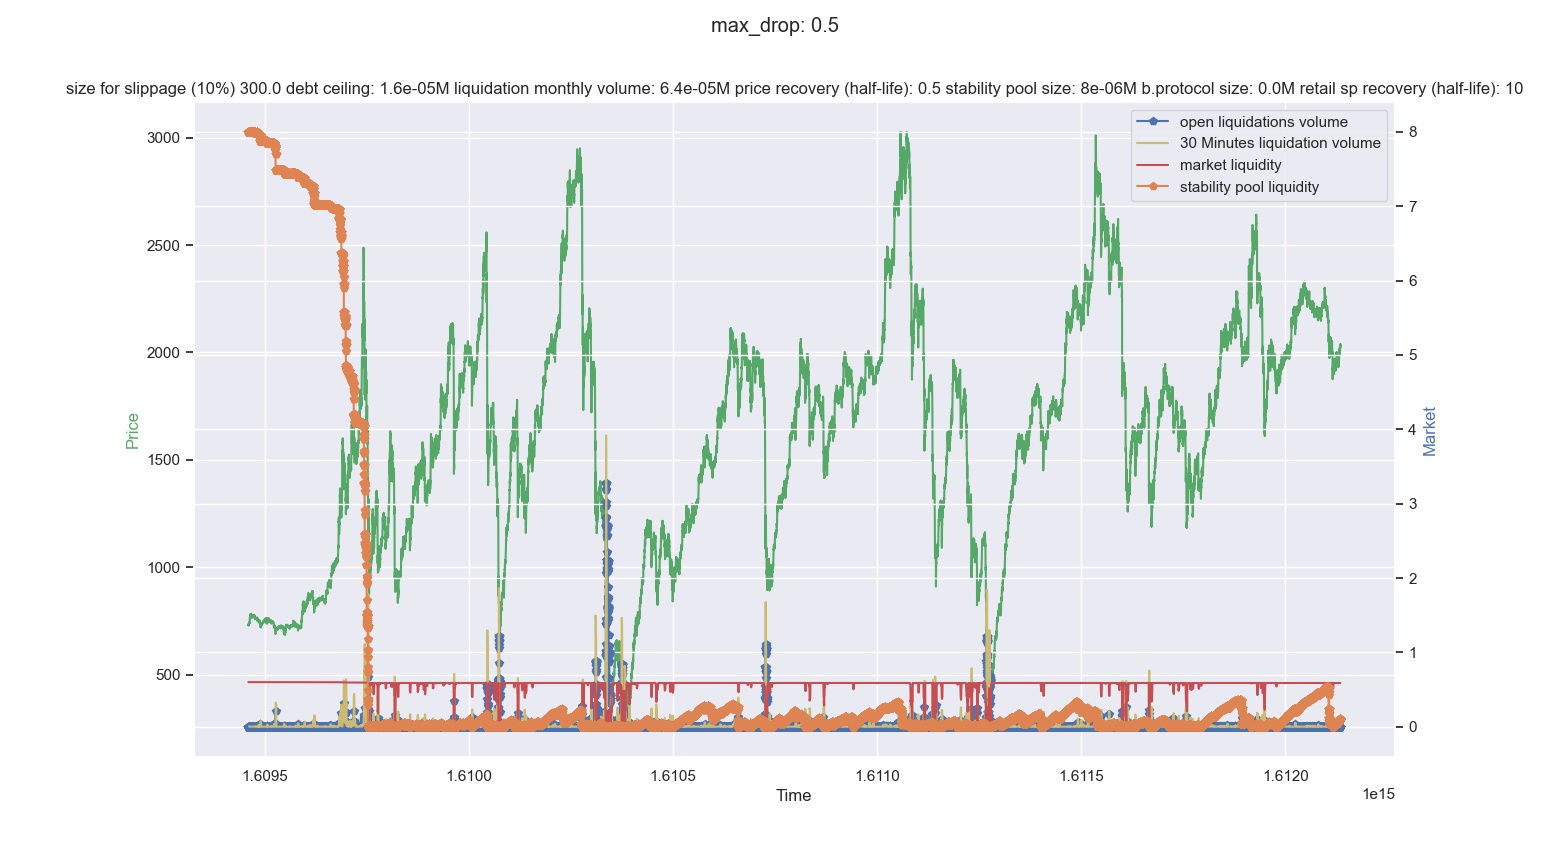 max_drop: 0.5
size for slippage (10%) 300.0 debt ceiling: 1.6e-05M liquidation monthly volume: 6.4e-05M price recovery (half-life): 0.5 stability pool size: 8e-06M b.protocol size: 0.0M retail sp recovery (half-life): 10
open liquidations volume
30 Minutes liquidation volume
market liquidity
stability pool liquidity
3000
2500
2000
1500
1000
500
Price
8
7
6
5
4
3
2
1
0
Market
1.6095 1.6100 1.6105 1.6110 1.6115 1.6120
1e15
Time